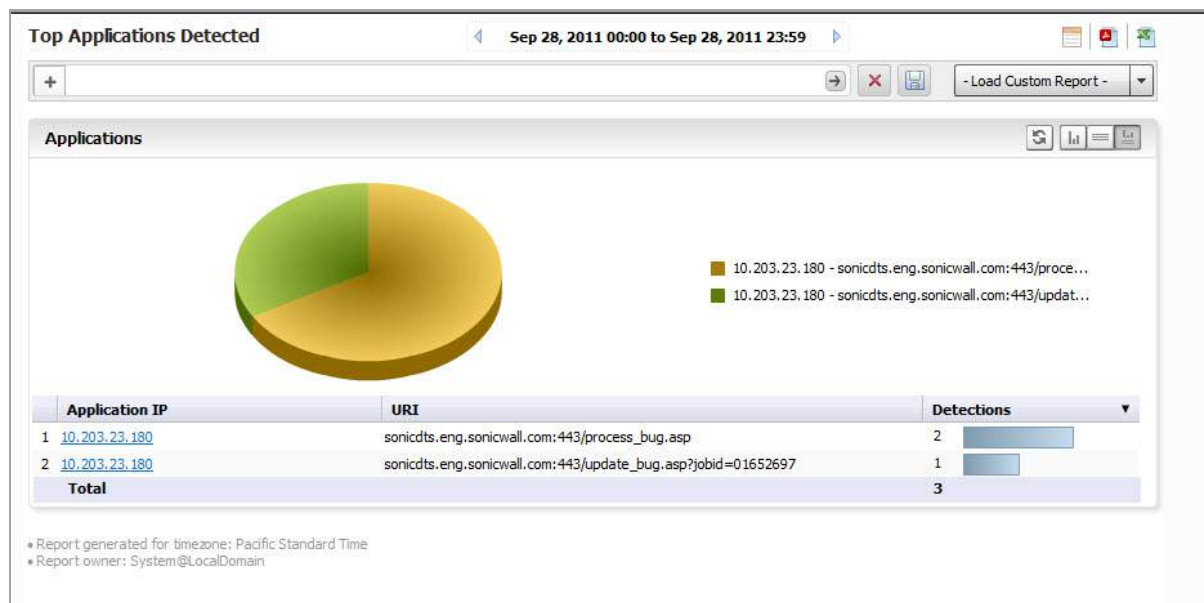 Top Applications Detected
Sep 28, 2011 00:00 to Sep 28, 2011 23:59
+
- Load Custom Report -
Applications
10.203.23.180 - sonicdts.eng.sonicwall.com:443/proce...
10.203.23.180 - sonicdts.eng.sonicwall.com:443/updat...
Application IP URI Detections
1 10.203.23.180 sonicdts.eng.sonicwall.com:443/process_bug.asp 2
2 10.203.23.180 sonicdts.eng.sonicwall.com:443/update_bug.asp?jobid=01652697 1
Total 3
• Report generated for timezone: Pacific Standard Time
• Report owner: System@LocalDomain